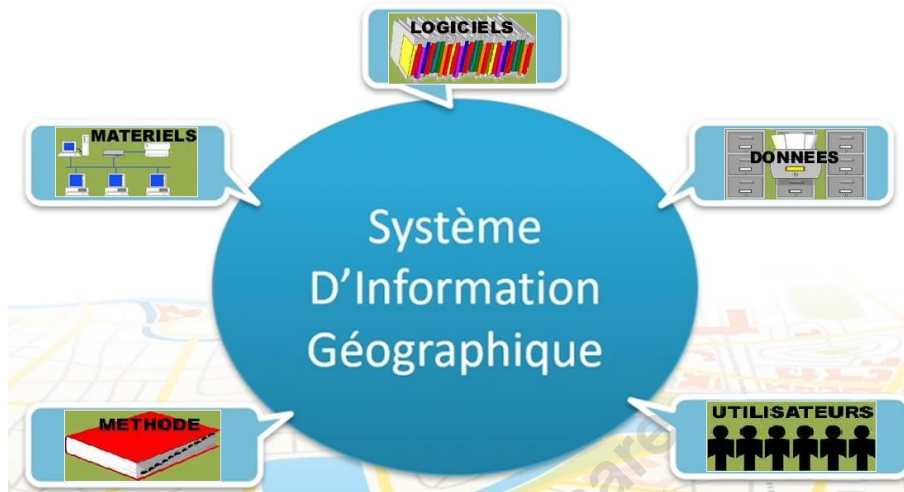 LOGICIELS
MATERIELS
DONNEES
Système
D'Information
Géographique
METHODE
UTILISATEURS